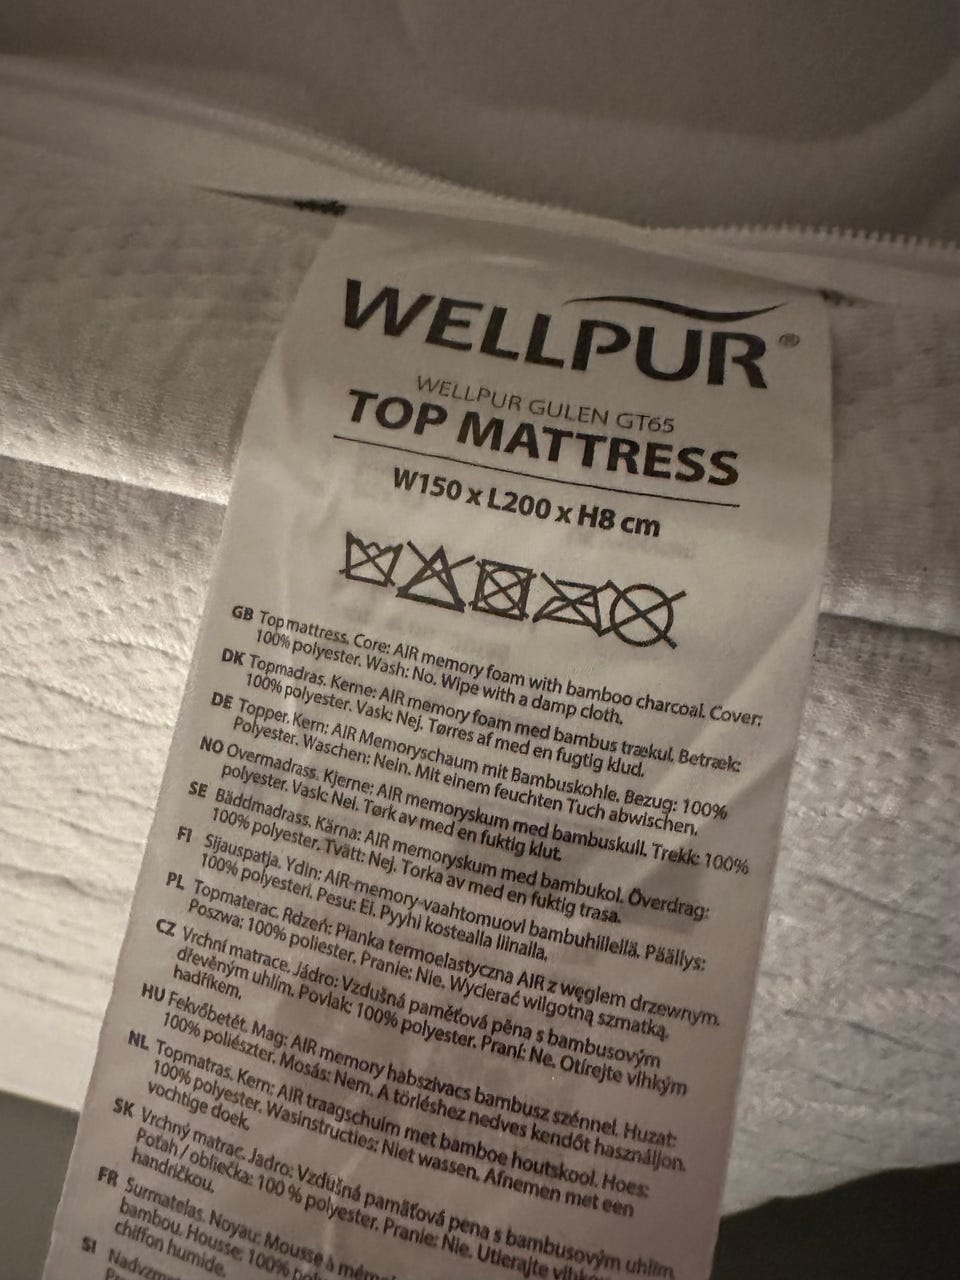 WELLPUR®
WELLPUR GULEN GT65
TOP MATTRESS
W150 x L200 x H8 cm
GB Top mattress. Core: AIR memory foam with bamboo charcoal. Cover:
100% polyester. Wash: No. Wipe with a damp cloth.
DK Topmadras. Kerne: AIR memory foam med bambus trækul. Betræk:
100% polyester. Vask: Nej. Tørres af med en fugtig klud.
DE Topper. Kern: AIR Memoryschaum mit Bambuskohle. Bezug: 100%
Polyester. Waschen: Nein. Mit einem feuchten Tuch abwischen.
NO Overmadrass. Kjerne: AIR memoryskum med bambuskull. Trekk: 100%
polyester. Vask: Nei. Tørk av med en fuktig klut.
SE Bäddmadrass. Kärna: AIR memoryskum med bambukol. Överdrag:
100% polyester. Tvätt: Nej. Torka av med en fuktig trasa.
FI Sijauspatja. Ydin: AIR-memory-vaahtomuovi bambuhiilellä. Päällys:
100% polyesteri. Pesu: Ei. Pyyhi kostealla liinalla.
PL Topmaterac. Rdzeń: Pianka termoelastyczna AIR z węglem drzewnym.
Poszwa: 100% poliester. Pranie: Nie. Wycierać wilgotną szmatką.
CZ Vrchní matrace. Jádro: Vzdušná paměťová pěna s bambusovým
dřevěným uhlím. Povlak: 100% polyester. Praní: Ne. Otírejte vlhkým
hadříkem.
HU Fekvőbetét. Mag: AIR memory habszivacs bambusz szénnel. Huzat:
100% poliészter. Mosás: Nem. A törléshez nedves kendőt használjon.
NL Topmatras. Kern: AIR traagschuim met bamboe houtskool. Hoes:
100% polyester. Wasinstructies: Niet wassen. Afnemen met een
vochtige doek.
SK Vrchný matrac. Jadro: Vzdušná pamäťová pena s bambusovým uhlím.
Poťah / obliečka: 100 % polyester. Pranie: Nie. Utierajte
handričkou.
FR Surmatelas. Noyau: Mousse à
bambou. Housse: 100%
chiffon humide.
SI